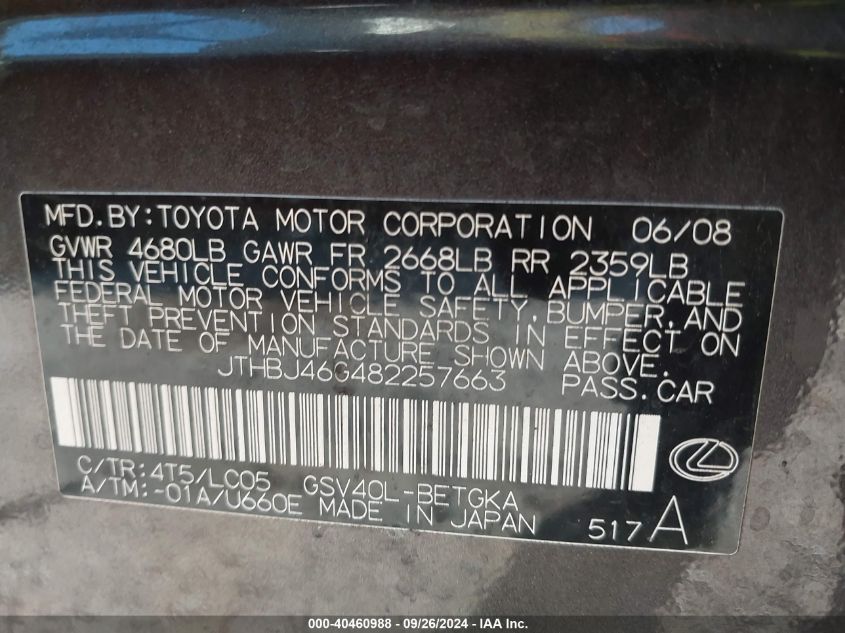 MFD.BY:TOYOTA MOTOR CORPORATION 06/08
GVWR 4680LB GAWR FR 2668LB RR 2359LB
THIS VEHICLE CONFORMS TO ALL APPLICABLE
FEDERAL MOTOR VEHICLE SAFETY,BUMPER,AND
THEFT PREVENTION STANDARDS IN EFFECT ON
THE DATE OF MANUFACTURE SHOWN ABOVE.
JTHBJ46G482257663 PASS.CAR
C/TR:4T5/LC05 GSV40L-BETGKA
A/TM:-01A/U660E MADE IN JAPAN 517A
000-40460988 - 09/26/2024 - IAA Inc.